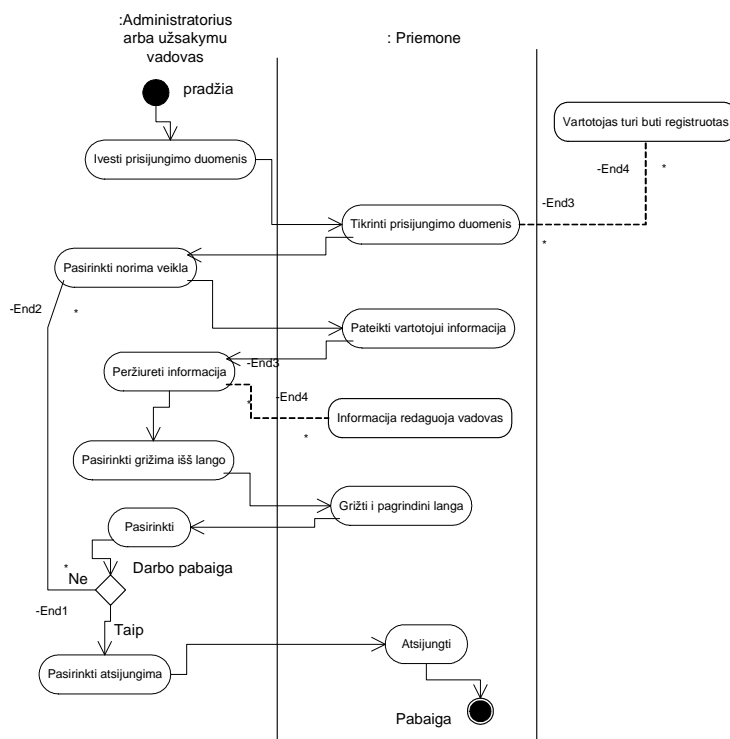 :Administratorius
arba užsakymu
vadovas
: Priemone
pradžia
Vartotojas turi buti registruotas
Ivesti prisijungimo duomenis
-End4
*
-End3
Tikrinti prisijungimo duomenis
*
Pasirinkti norima veikla
-End2
*
Pateikti vartotojui informacija
-End3
Peržiureti informacija
-End4
*
Informacija redaguoja vadovas
*
Pasirinkti grižima išš lango
Grižti i pagrindini langa
Pasirinkti
*
Darbo pabaiga
Ne
-End1
Taip
Atsijungti
Pasirinkti atsijungima
Pabaiga